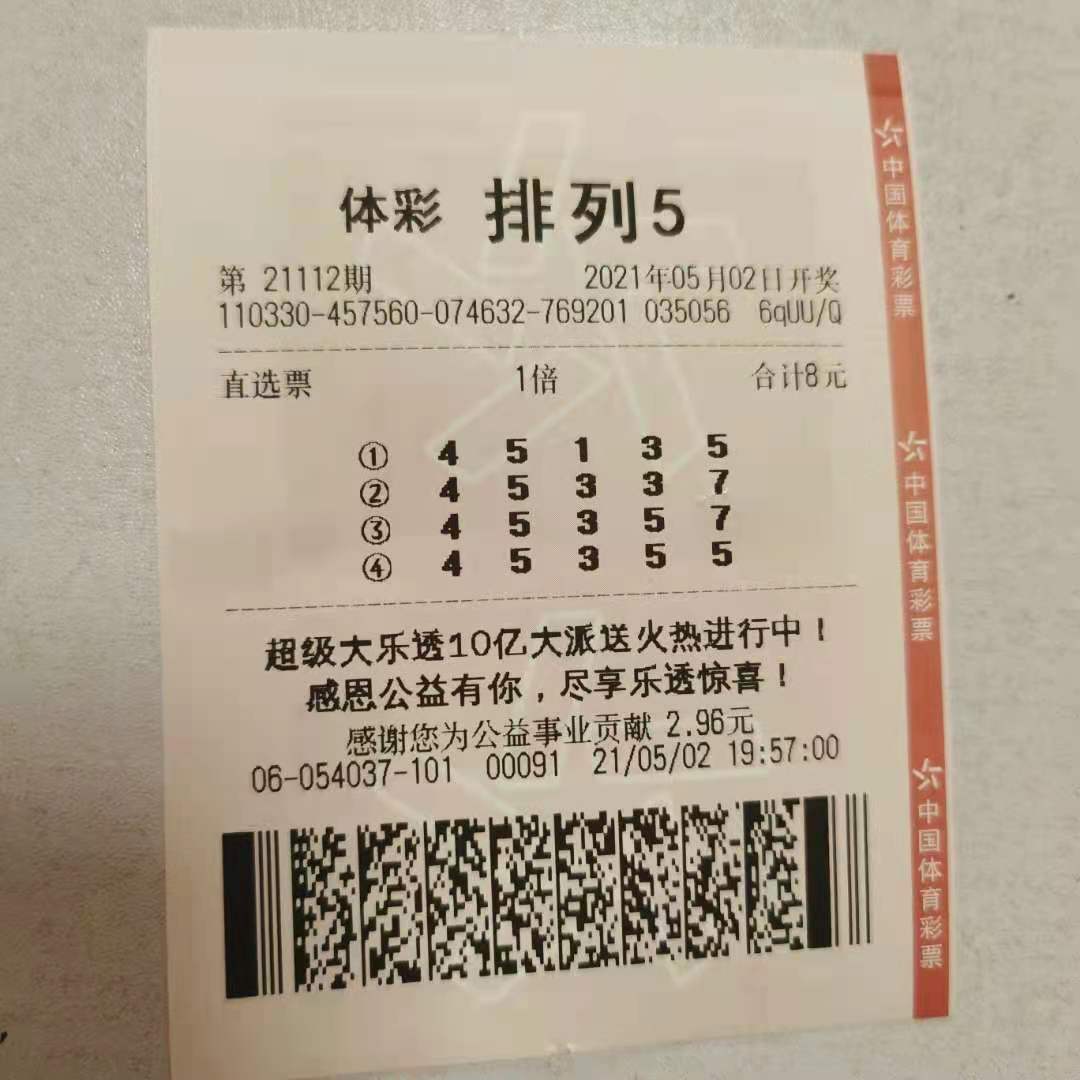 体彩 排列5
第 21112期 2021年05月02日开奖
110330-457560-074632-769201 035056 6qUU/Q
直选票 1倍 合计8元
① 4 5 1 3 5
② 4 5 3 3 7
③ 4 5 3 5 7
④ 4 5 3 5 5
超级大乐透10亿大派送火热进行中！
感恩公益有你，尽享乐透惊喜！
感谢您为公益事业贡献 2.96元
06-054037-101 00091 21/05/02 19:57:00
中国体育彩票
中国体育彩票
中国体育彩票